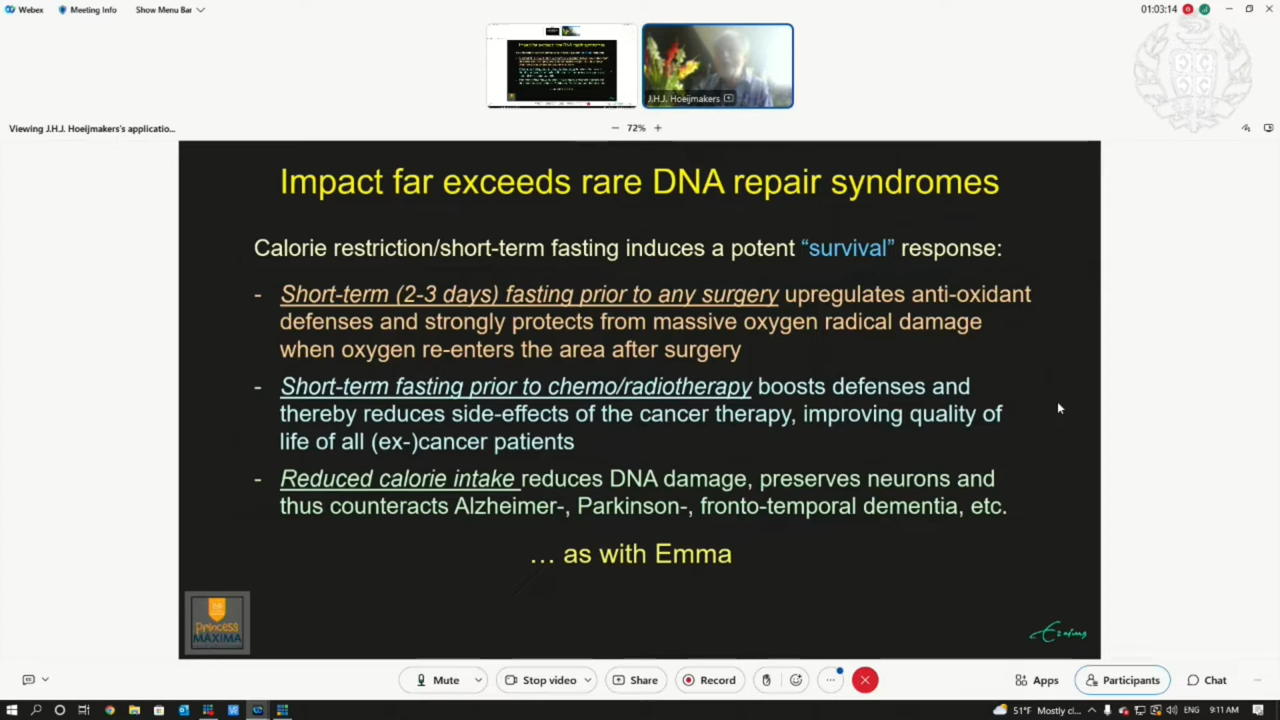 Webex
Meeting Info
Show Menu Bar
01:03:14
J.H.J. Hoeijmakers
Viewing J.H.J. Hoeijmakers's applicatio...
72%
Impact far exceeds rare DNA repair syndromes
Calorie restriction/short-term fasting induces a potent “survival” response:
- Short-term (2-3 days) fasting prior to any surgery upregulates anti-oxidant
defenses and strongly protects from massive oxygen radical damage
when oxygen re-enters the area after surgery
- Short-term fasting prior to chemo/radiotherapy boosts defenses and
thereby reduces side-effects of the cancer therapy, improving quality of
life of all (ex-)cancer patients
- Reduced calorie intake reduces DNA damage, preserves neurons and
thus counteracts Alzheimer-, Parkinson-, fronto-temporal dementia, etc.
… as with Emma
Princess
MÁXIMA
Mute
Stop video
Share
Record
Apps
Participants
Chat
51°F Mostly cl...
ENG
9:11 AM